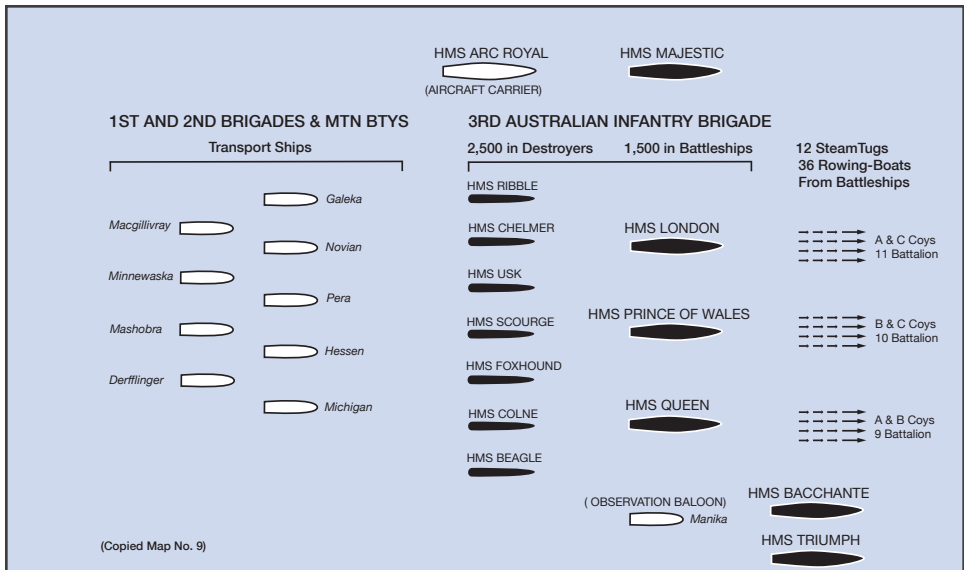 HMS ARC ROYAL
(AIRCRAFT CARRIER)
HMS MAJESTIC
1ST AND 2ND BRIGADES & MTN BTYS
Transport Ships
3RD AUSTRALIAN INFANTRY BRIGADE
2,500 in Destroyers
1,500 in Battleships
12 SteamTugs
36 Rowing-Boats
From Battleships
Galeka
Macgillivray
Novian
Minnewaska
Pera
Mashobra
Hessen
Derfflinger
Michigan
HMS RIBBLE
HMS CHELMER
HMS USK
HMS SCOURGE
HMS FOXHOUND
HMS COLNE
HMS BEAGLE
HMS LONDON
HMS PRINCE OF WALES
HMS QUEEN
A & C Coys
11 Battalion
B & C Coys
10 Battalion
A & B Coys
9 Battalion
( OBSERVATION BALOON)
Manika
HMS BACCHANTE
HMS TRIUMPH
(Copied Map No. 9)